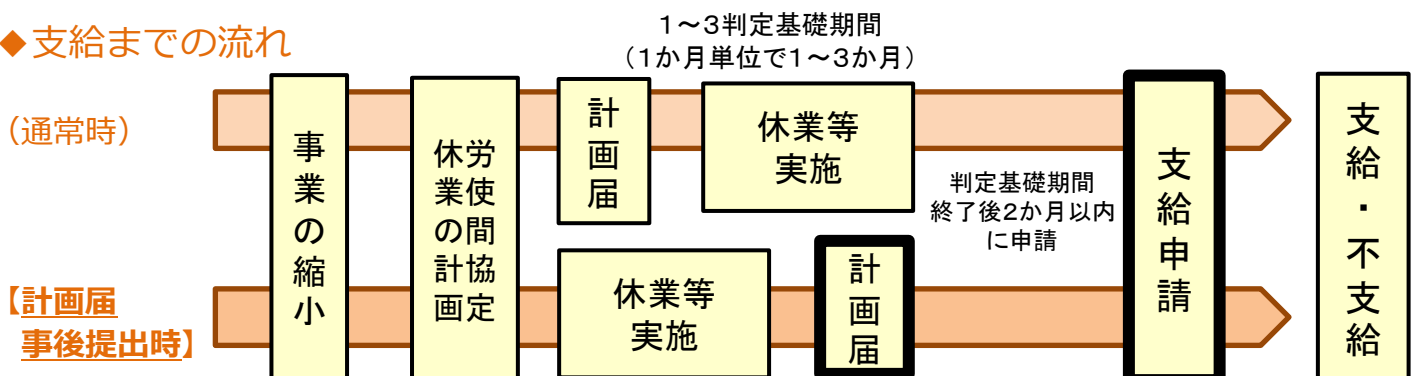 ◆支給までの流れ
1～3判定基礎期間
（1か月単位で1～3か月）
（通常時）
事業の縮小
労使間協定
休業の計画
計画届
休業等
実施
判定基礎期間
終了後2か月以内
に申請
支給申請
支給・不支給
【計画届
事後提出時】
休業等
実施
計画届